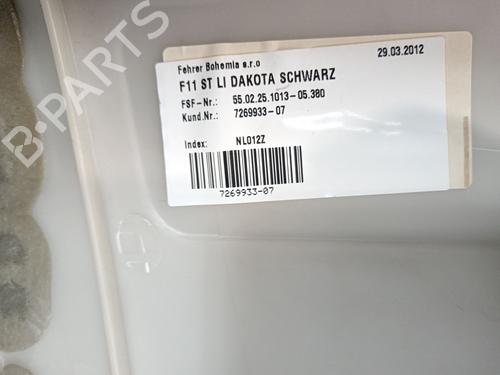 Fehrer Bohemia s.r.o
29.03.2012
F11 ST LI DAKOTA SCHWARZ
FSF-Nr.: 55.02.25.1013-05.380
Kund.Nr.: 7269933-07
Index: NL012Z
7269933-07
B-PARTS